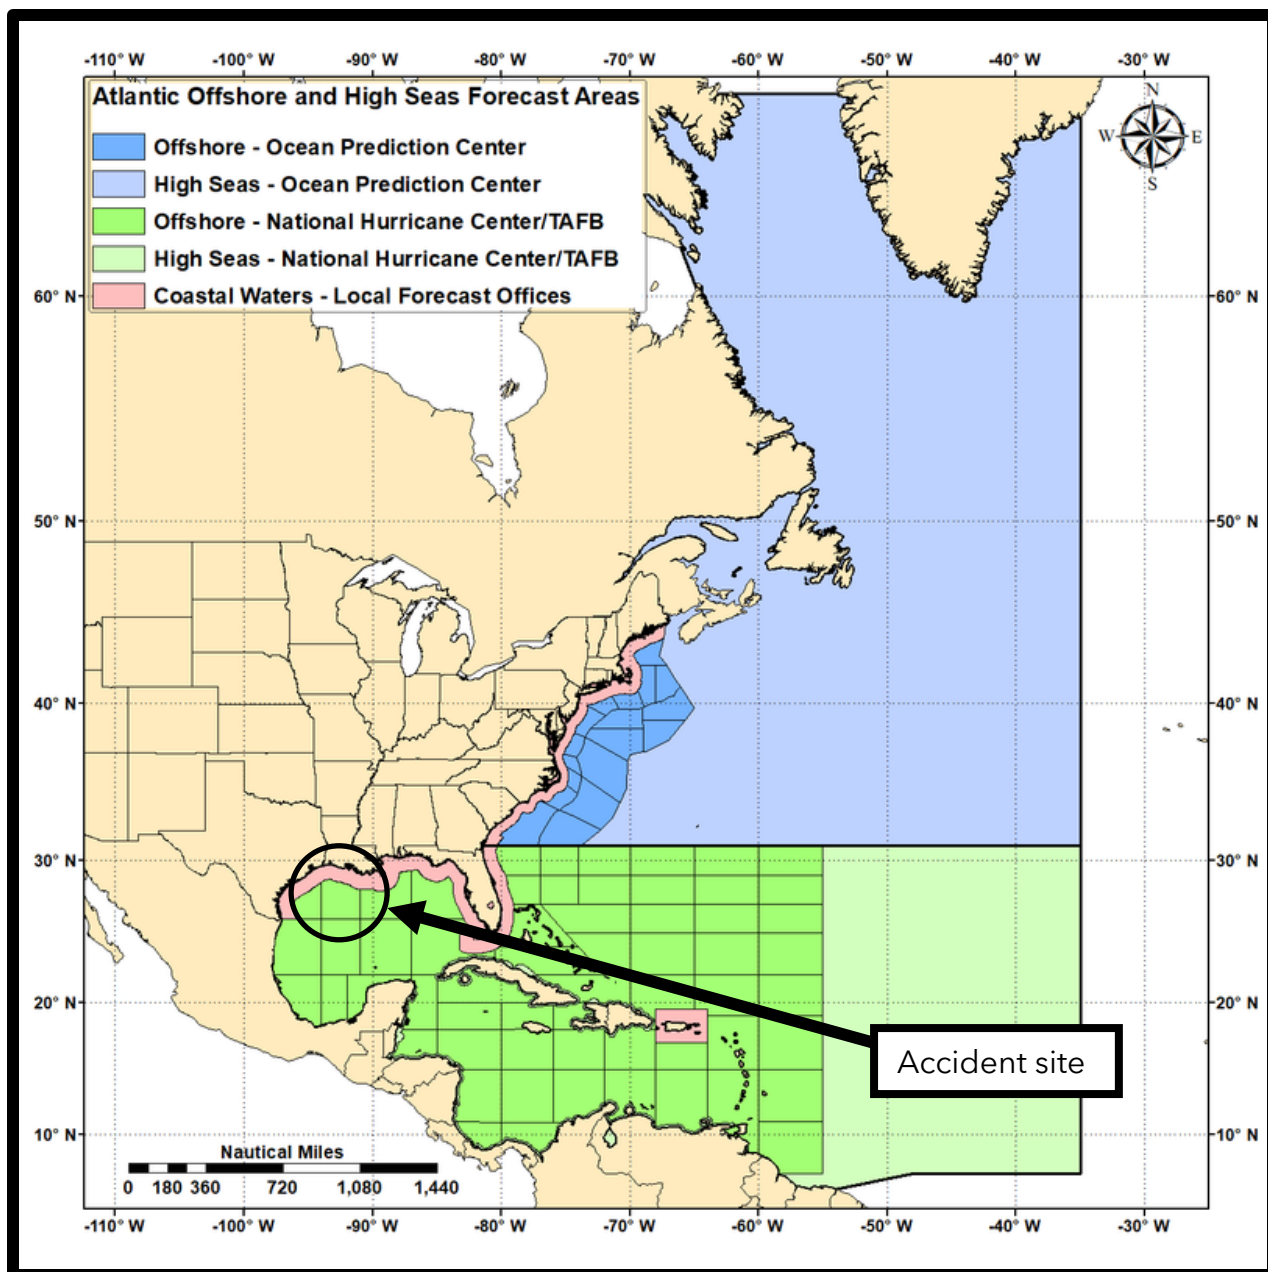 -110° W -100° W -90° W -80° W -70° W -60° W -50° W -40° W -30° W
Atlantic Offshore and High Seas Forecast Areas
Offshore - Ocean Prediction Center
High Seas - Ocean Prediction Center
Offshore - National Hurricane Center/TAFB
High Seas - National Hurricane Center/TAFB
Coastal Waters - Local Forecast Offices
N
W E
S
60° N 60° N
50° N 50° N
40° N 40° N
30° N 30° N
20° N 20° N
Accident site
10° N 10° N
Nautical Miles
0 180 360 720 1,080 1,440
-110° W -100° W -90° W -80° W -70° W -60° W -50° W -40° W -30° W